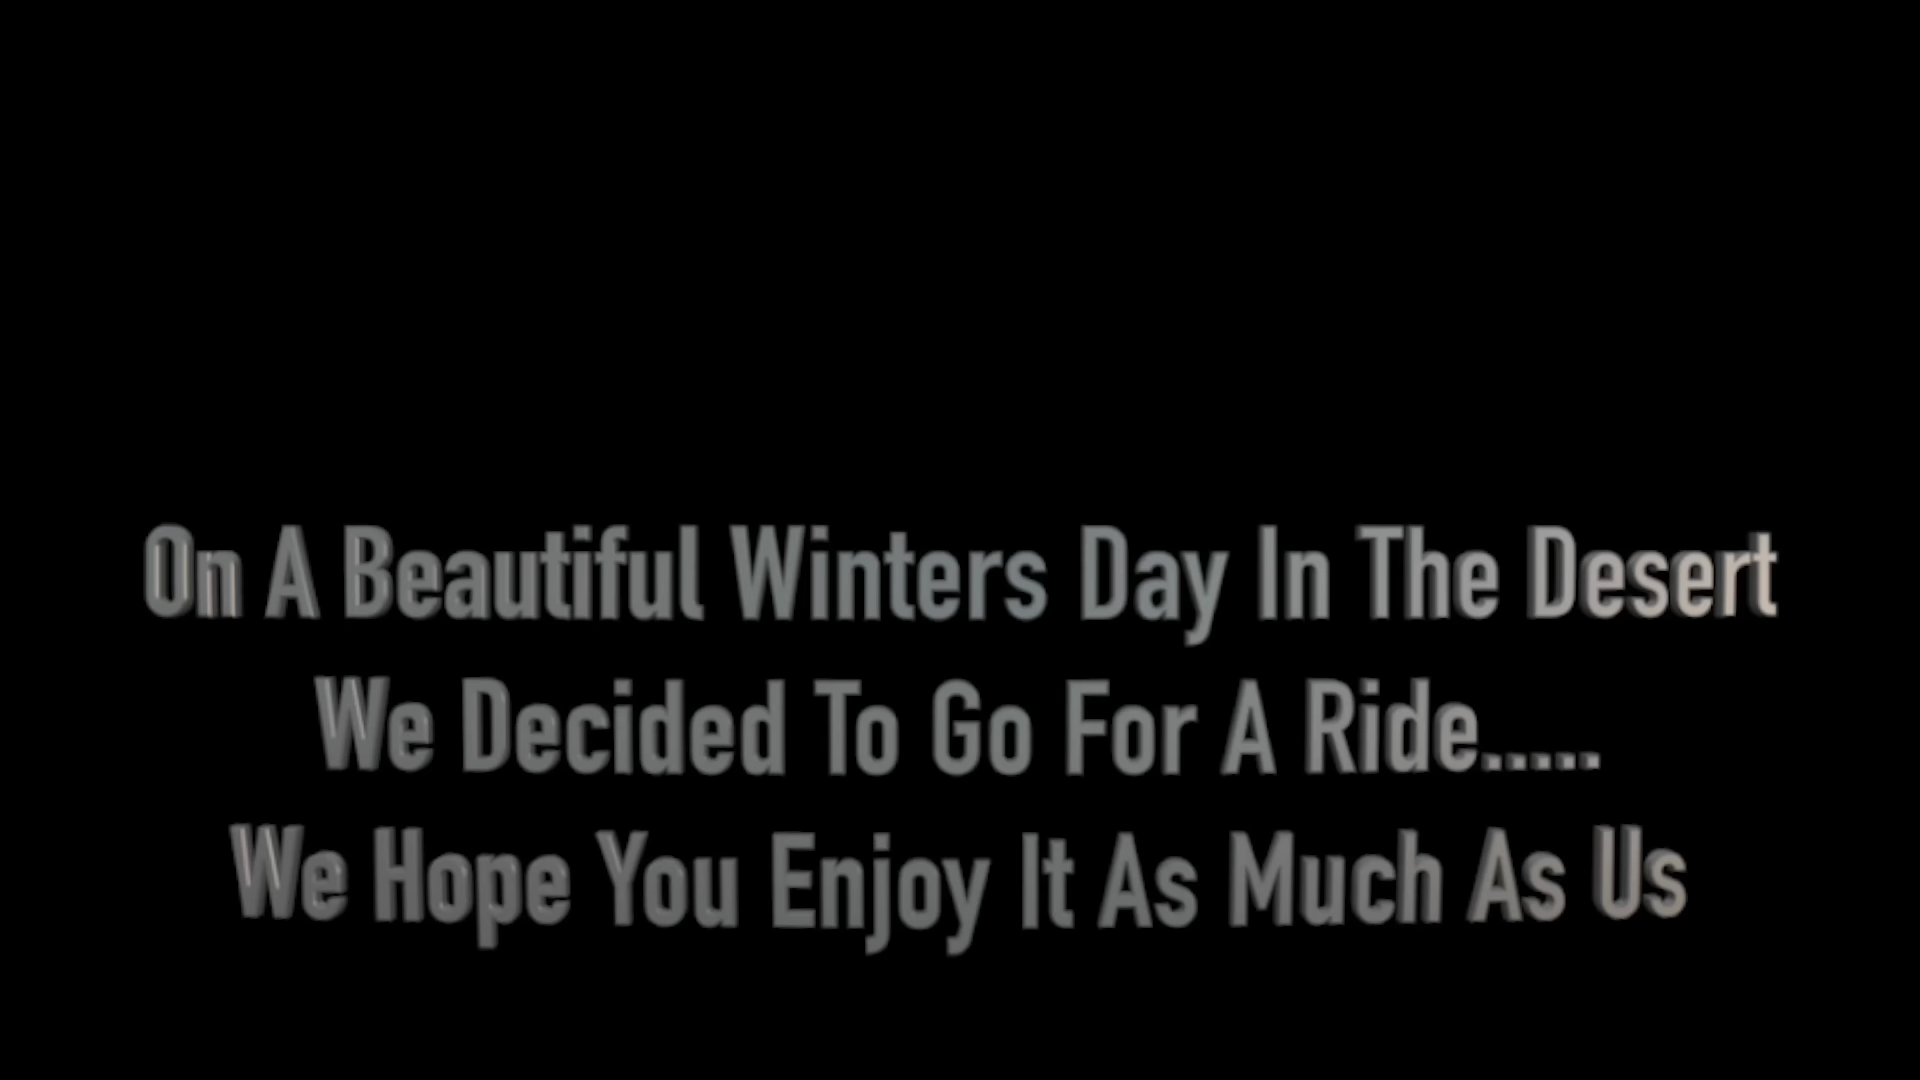 On A Beautiful Winters Day In The Desert
We Decided To Go For A Ride.....
We Hope You Enjoy It As Much As Us